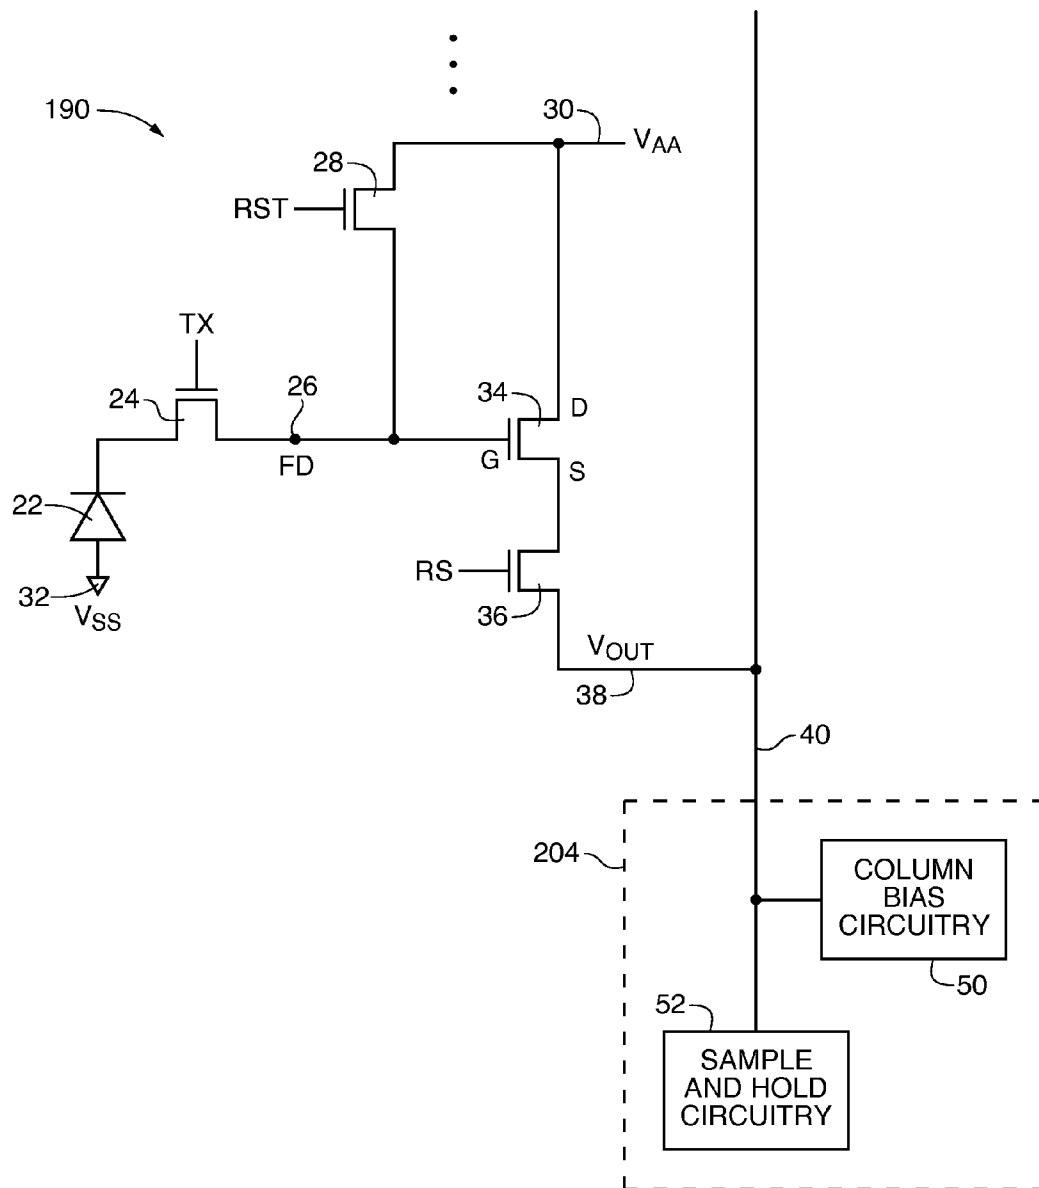 190
30
VAA
28
RST
TX
24
26
FD
34
D
G
S
22
32
VSS
RS
36
VOUT
38
40
204
COLUMN
BIAS
CIRCUITRY
50
52
SAMPLE
AND HOLD
CIRCUITRY